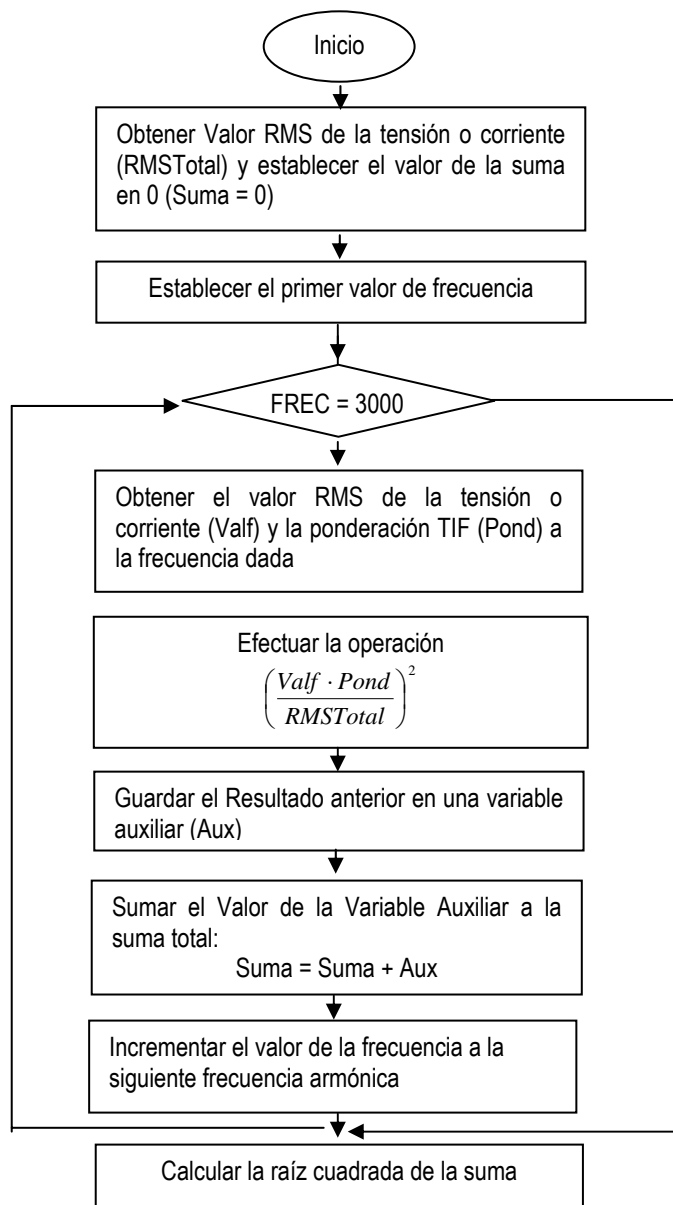 Inicio
Obtener Valor RMS de la tensión o corriente
(RMSTotal) y establecer el valor de la suma
en 0 (Suma = 0)
Establecer el primer valor de frecuencia
FREC = 3000
Obtener el valor RMS de la tensión o
corriente (Valf) y la ponderación TIF (Pond) a
la frecuencia dada
Efectuar la operación
(Valf · Pond / RMSTotal)²
Guardar el Resultado anterior en una variable
auxiliar (Aux)
Sumar el Valor de la Variable Auxiliar a la
suma total:
Suma = Suma + Aux
Incrementar el valor de la frecuencia a la
siguiente frecuencia armónica
Calcular la raíz cuadrada de la suma